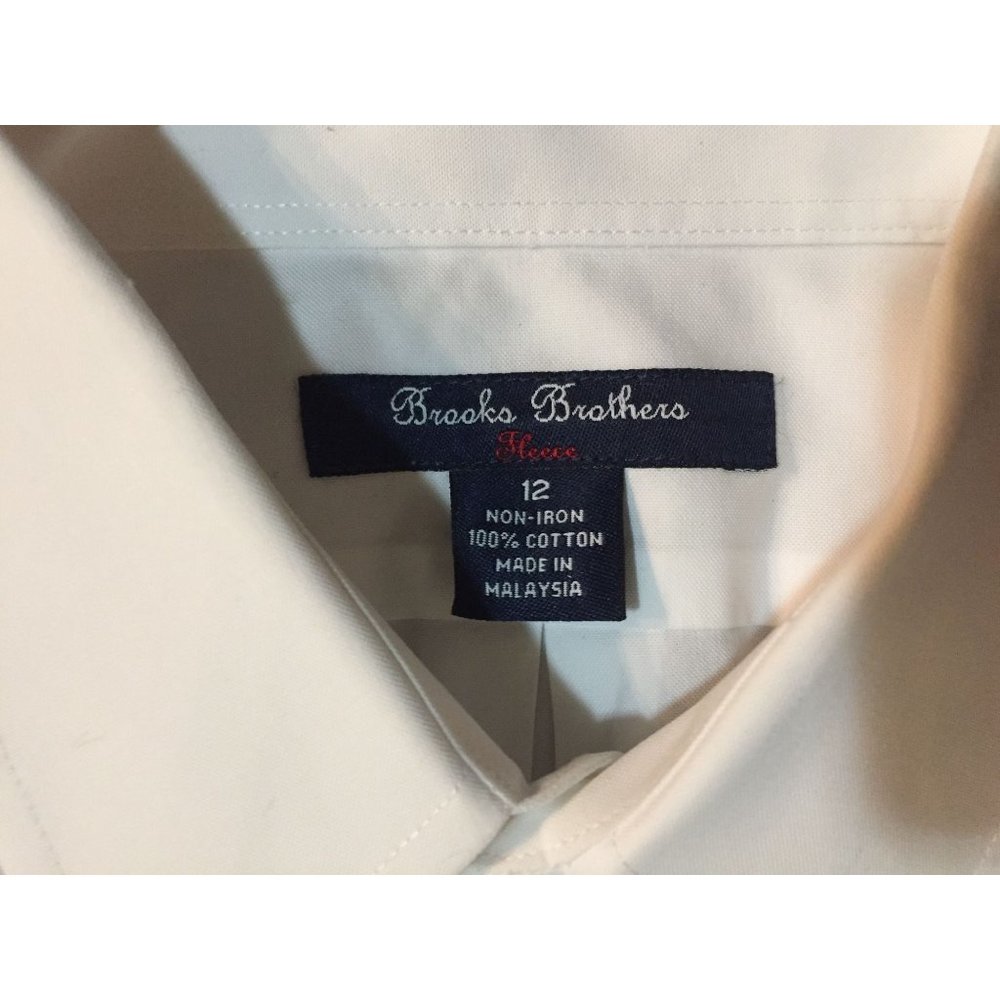 Brooks Brothers
Fleece
12
NON-IRON
100% COTTON
MADE IN
MALAYSIA